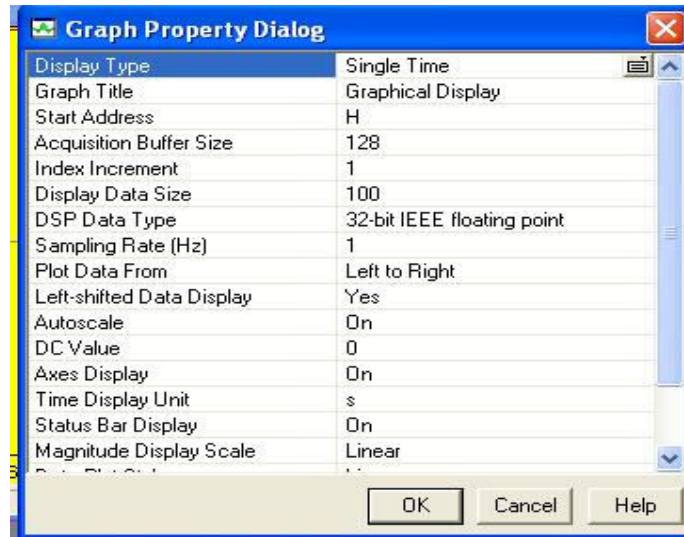 Graph Property Dialog
Display Type Single Time
Graph Title Graphical Display
Start Address H
Acquisition Buffer Size 128
Index Increment 1
Display Data Size 100
DSP Data Type 32-bit IEEE floating point
Sampling Rate (Hz) 1
Plot Data From Left to Right
Left-shifted Data Display Yes
Autoscale On
DC Value 0
Axes Display On
Time Display Unit s
Status Bar Display On
Magnitude Display Scale Linear
OK Cancel Help